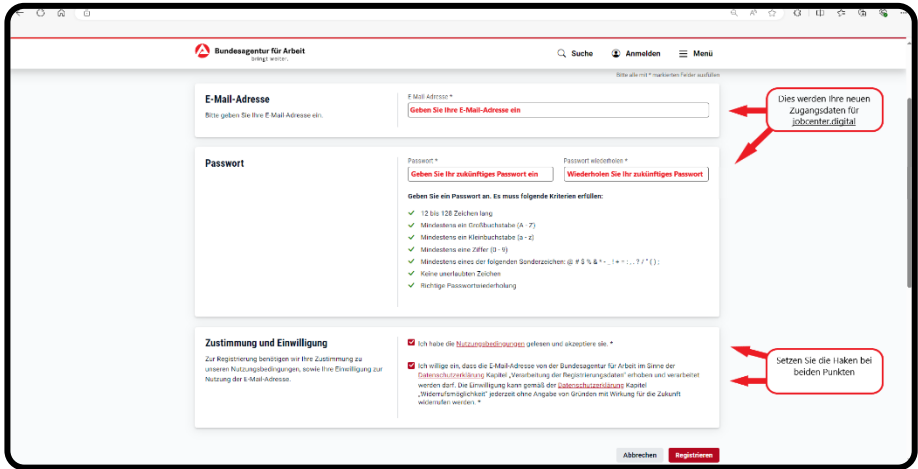 Bundesagentur für Arbeit
bringt weiter.
Suche
Anmelden
Menü
Bitte alle mit * markierten Felder ausfüllen
E-Mail-Adresse
Bitte geben Sie Ihre E-Mail Adresse ein.
E-Mail Adresse *
Geben Sie Ihre E-Mail-Adresse ein
Dies werden Ihre neuen
Zugangsdaten für
jobcenter.digital
Passwort
Passwort *
Geben Sie Ihr zukünftiges Passwort ein
Passwort wiederholen *
Wiederholen Sie Ihr zukünftiges Passwort
Geben Sie ein Passwort an. Es muss folgende Kriterien erfüllen:
12 bis 128 Zeichen lang
Mindestens ein Großbuchstabe (A - Z)
Mindestens ein Kleinbuchstabe (a - z)
Mindestens eine Ziffer (0 - 9)
Mindestens eines der folgenden Sonderzeichen:
Keine unerlaubten Zeichen
Richtige Passwortwiederholung
Zustimmung und Einwilligung
Zur Registrierung benötigen wir Ihre Zustimmung zu
unseren Nutzungsbedingungen, sowie Ihre Einwilligung zur
Nutzung der E-Mail-Adresse.
Ich habe die Nutzungsbedingungen gelesen und akzeptiere sie. *
Ich willige ein, dass die E-Mail-Adresse von der Bundesagentur für Arbeit im Sinne der
Datenschutzerklärung Kapitel „Verarbeitung der Registrierungsdaten" erhoben und verarbeitet
werden darf. Die Einwilligung kann gemäß der Datenschutzerklärung Kapitel
„Widerrufsmöglichkeit" jederzeit ohne Angabe von Gründen mit Wirkung für die Zukunft
widerrufen werden. *
Setzen Sie die Haken bei
beiden Punkten
Abbrechen
Registrieren